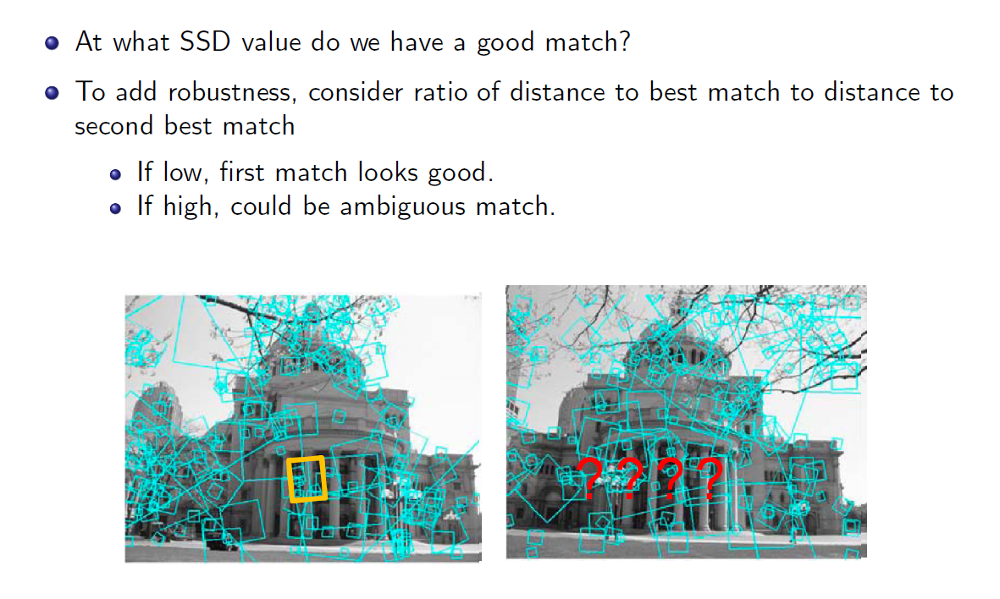 At what SSD value do we have a good match?
To add robustness, consider ratio of distance to best match to distance to
second best match
If low, first match looks good.
If high, could be ambiguous match.
? ? ? ?